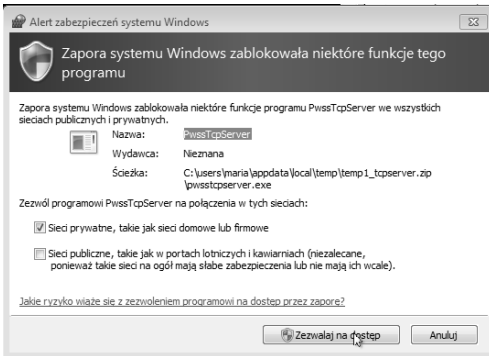 Alert zabezpieczeń systemu Windows
Zapora systemu Windows zablokowała niektóre funkcje tego
programu
Zapora systemu Windows zablokowała niektóre funkcje programu PwssTcpServer we wszystkich
sieciach publicznych i prywatnych.
Nazwa: PwssTcpServer
Wydawca: Nieznana
Ścieżka: C:\users\maria\appdata\local\temp\temp1_tcpserver.zip
\pwsstcpserver.exe
Zezwól programowi PwssTcpServer na połączenia w tych sieciach:
Sieci prywatne, takie jak sieci domowe lub firmowe
Sieci publiczne, takie jak w portach lotniczych i kawiarniach (niezalecane,
ponieważ takie sieci na ogół mają słabe zabezpieczenia lub nie mają ich wcale).
Jakie ryzyko wiąże się z zezwoleniem programowi na dostęp przez zaporę?
Zezwalaj na dostęp Anuluj